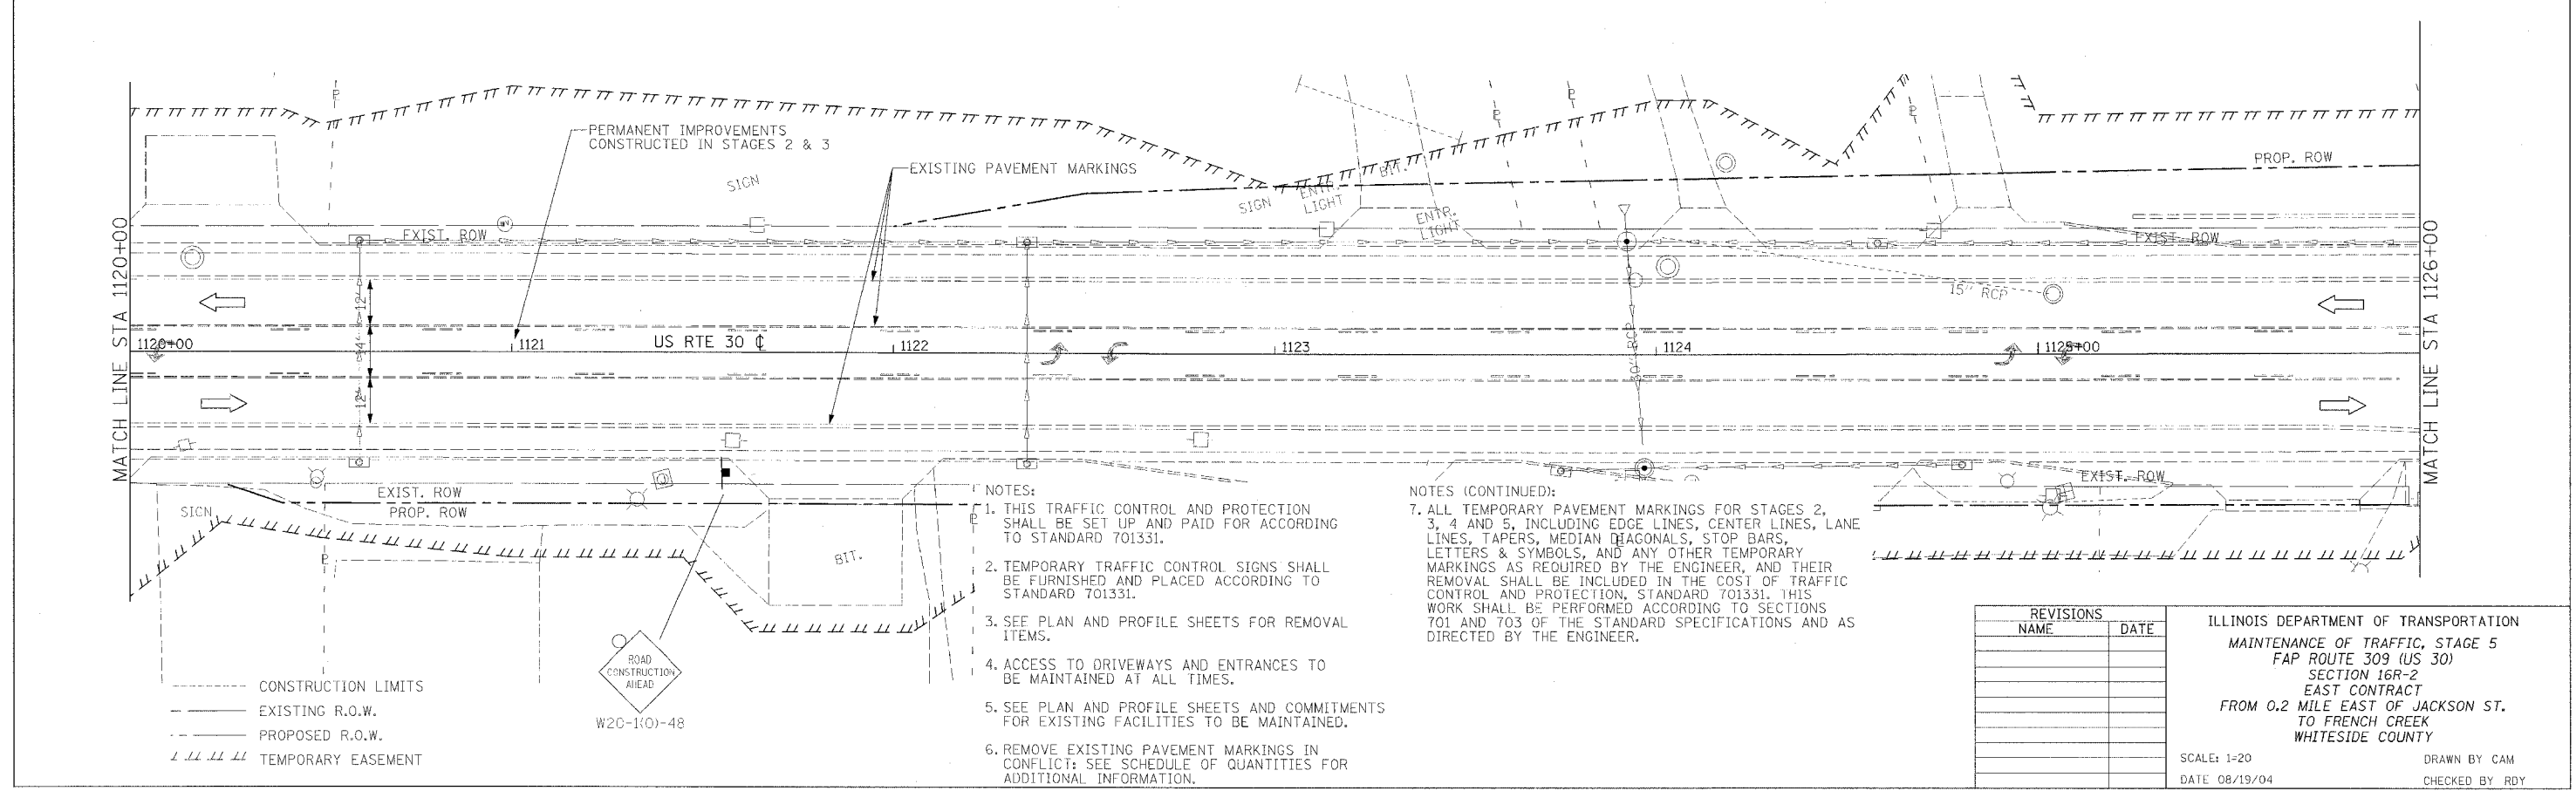 PERMANENT IMPROVEMENTS
CONSTRUCTED IN STAGES 2 & 3
EXISTING PAVEMENT MARKINGS
SIGN
SIGN
ENTR.
LIGHT
BIT.
ENTR.
LIGHT
PROP. ROW
EXIST. ROW
EXIST. ROW
MATCH LINE STA 1120+00
MATCH LINE STA 1126+00
12'
14'
12'
15" RCP
1120+00
1121
US RTE 30 ℄
1122
1123
1124
1125+00
EXIST. ROW
PROP. ROW
SIGN
BIT.
EXIST. ROW
ROAD
CONSTRUCTION
AHEAD
W20-1(O)-48
CONSTRUCTION LIMITS
EXISTING R.O.W.
PROPOSED R.O.W.
TEMPORARY EASEMENT
NOTES:
1. THIS TRAFFIC CONTROL AND PROTECTION
SHALL BE SET UP AND PAID FOR ACCORDING
TO STANDARD 701331.
2. TEMPORARY TRAFFIC CONTROL SIGNS SHALL
BE FURNISHED AND PLACED ACCORDING TO
STANDARD 701331.
3. SEE PLAN AND PROFILE SHEETS FOR REMOVAL
ITEMS.
4. ACCESS TO DRIVEWAYS AND ENTRANCES TO
BE MAINTAINED AT ALL TIMES.
5. SEE PLAN AND PROFILE SHEETS AND COMMITMENTS
FOR EXISTING FACILITIES TO BE MAINTAINED.
6. REMOVE EXISTING PAVEMENT MARKINGS IN
CONFLICT; SEE SCHEDULE OF QUANTITIES FOR
ADDITIONAL INFORMATION.
NOTES (CONTINUED):
7. ALL TEMPORARY PAVEMENT MARKINGS FOR STAGES 2,
3, 4 AND 5, INCLUDING EDGE LINES, CENTER LINES, LANE
LINES, TAPERS, MEDIAN DIAGONALS, STOP BARS,
LETTERS & SYMBOLS, AND ANY OTHER TEMPORARY
MARKINGS AS REQUIRED BY THE ENGINEER, AND THEIR
REMOVAL SHALL BE INCLUDED IN THE COST OF TRAFFIC
CONTROL AND PROTECTION, STANDARD 701331. THIS
WORK SHALL BE PERFORMED ACCORDING TO SECTIONS
701 AND 703 OF THE STANDARD SPECIFICATIONS AND AS
DIRECTED BY THE ENGINEER.
REVISIONS
NAME DATE
ILLINOIS DEPARTMENT OF TRANSPORTATION
MAINTENANCE OF TRAFFIC, STAGE 5
FAP ROUTE 309 (US 30)
SECTION 16R-2
EAST CONTRACT
FROM 0.2 MILE EAST OF JACKSON ST.
TO FRENCH CREEK
WHITESIDE COUNTY
SCALE: 1=20
DRAWN BY CAM
DATE 08/19/04
CHECKED BY RDY